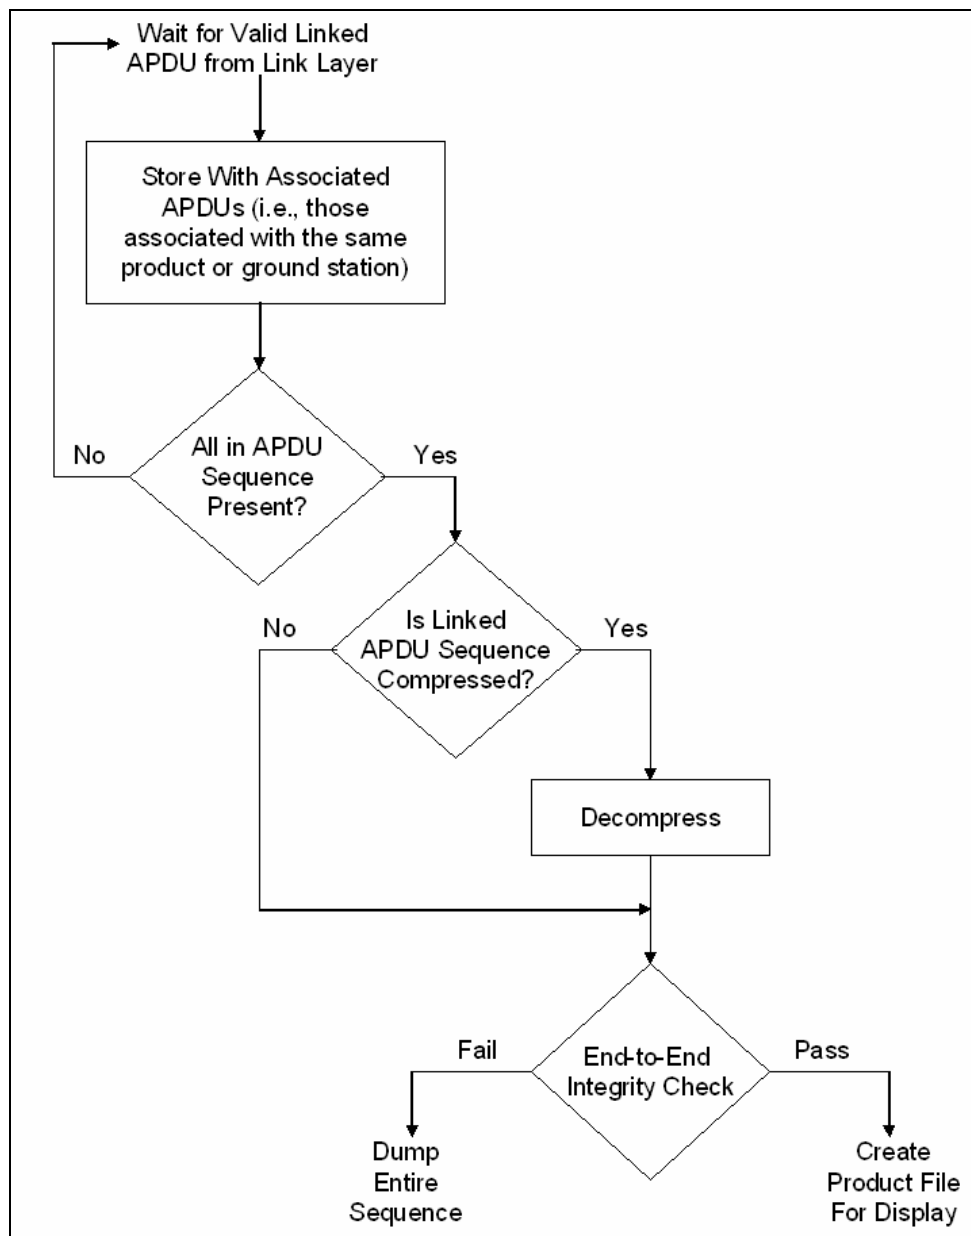 Wait for Valid Linked
APDU from Link Layer
Store With Associated
APDUs (i.e., those
associated with the same
product or ground station)
All in APDU
Sequence
Present?
No
Yes
Is Linked
APDU Sequence
Compressed?
No
Yes
Decompress
End-to-End
Integrity Check
Fail
Pass
Dump
Entire
Sequence
Create
Product File
For Display